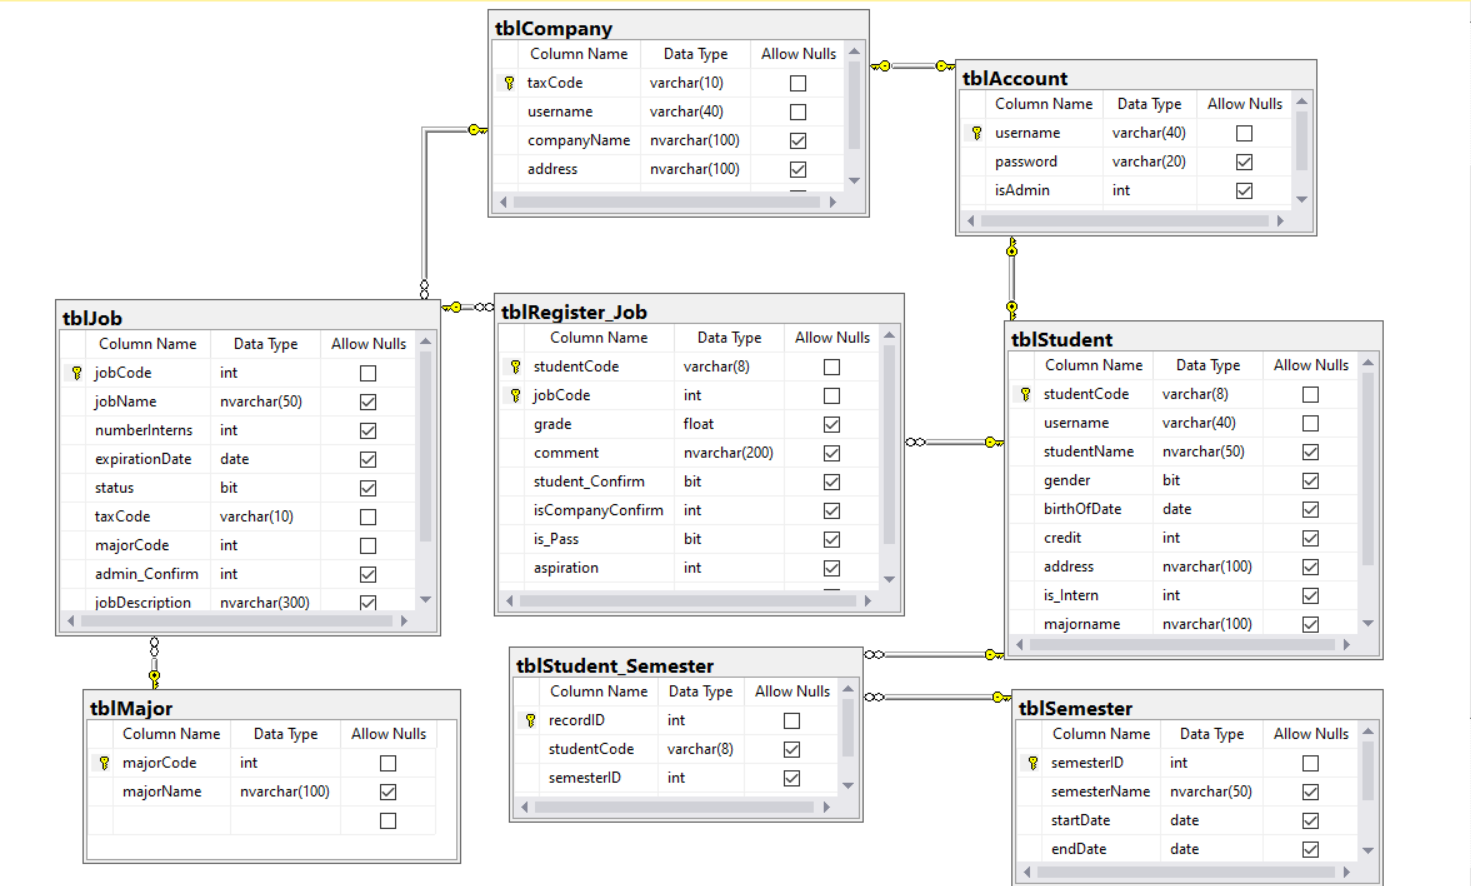 tblCompany
Column Name Data Type Allow Nulls
taxCode varchar(10)
username varchar(40)
companyName nvarchar(100)
address nvarchar(100)
tblAccount
Column Name Data Type Allow Nulls
username varchar(40)
password varchar(20)
isAdmin int
tblJob
Column Name Data Type Allow Nulls
jobCode int
jobName nvarchar(50)
numberInterns int
expirationDate date
status bit
taxCode varchar(10)
majorCode int
admin_Confirm int
jobDescription nvarchar(300)
tblRegister_Job
Column Name Data Type Allow Nulls
studentCode varchar(8)
jobCode int
grade float
comment nvarchar(200)
student_Confirm bit
isCompanyConfirm int
is_Pass bit
aspiration int
tblStudent
Column Name Data Type Allow Nulls
studentCode varchar(8)
username varchar(40)
studentName nvarchar(50)
gender bit
birthOfDate date
credit int
address nvarchar(100)
is_Intern int
majorname nvarchar(100)
tblMajor
Column Name Data Type Allow Nulls
majorCode int
majorName nvarchar(100)
tblStudent_Semester
Column Name Data Type Allow Nulls
recordID int
studentCode varchar(8)
semesterID int
tblSemester
Column Name Data Type Allow Nulls
semesterID int
semesterName nvarchar(50)
startDate date
endDate date